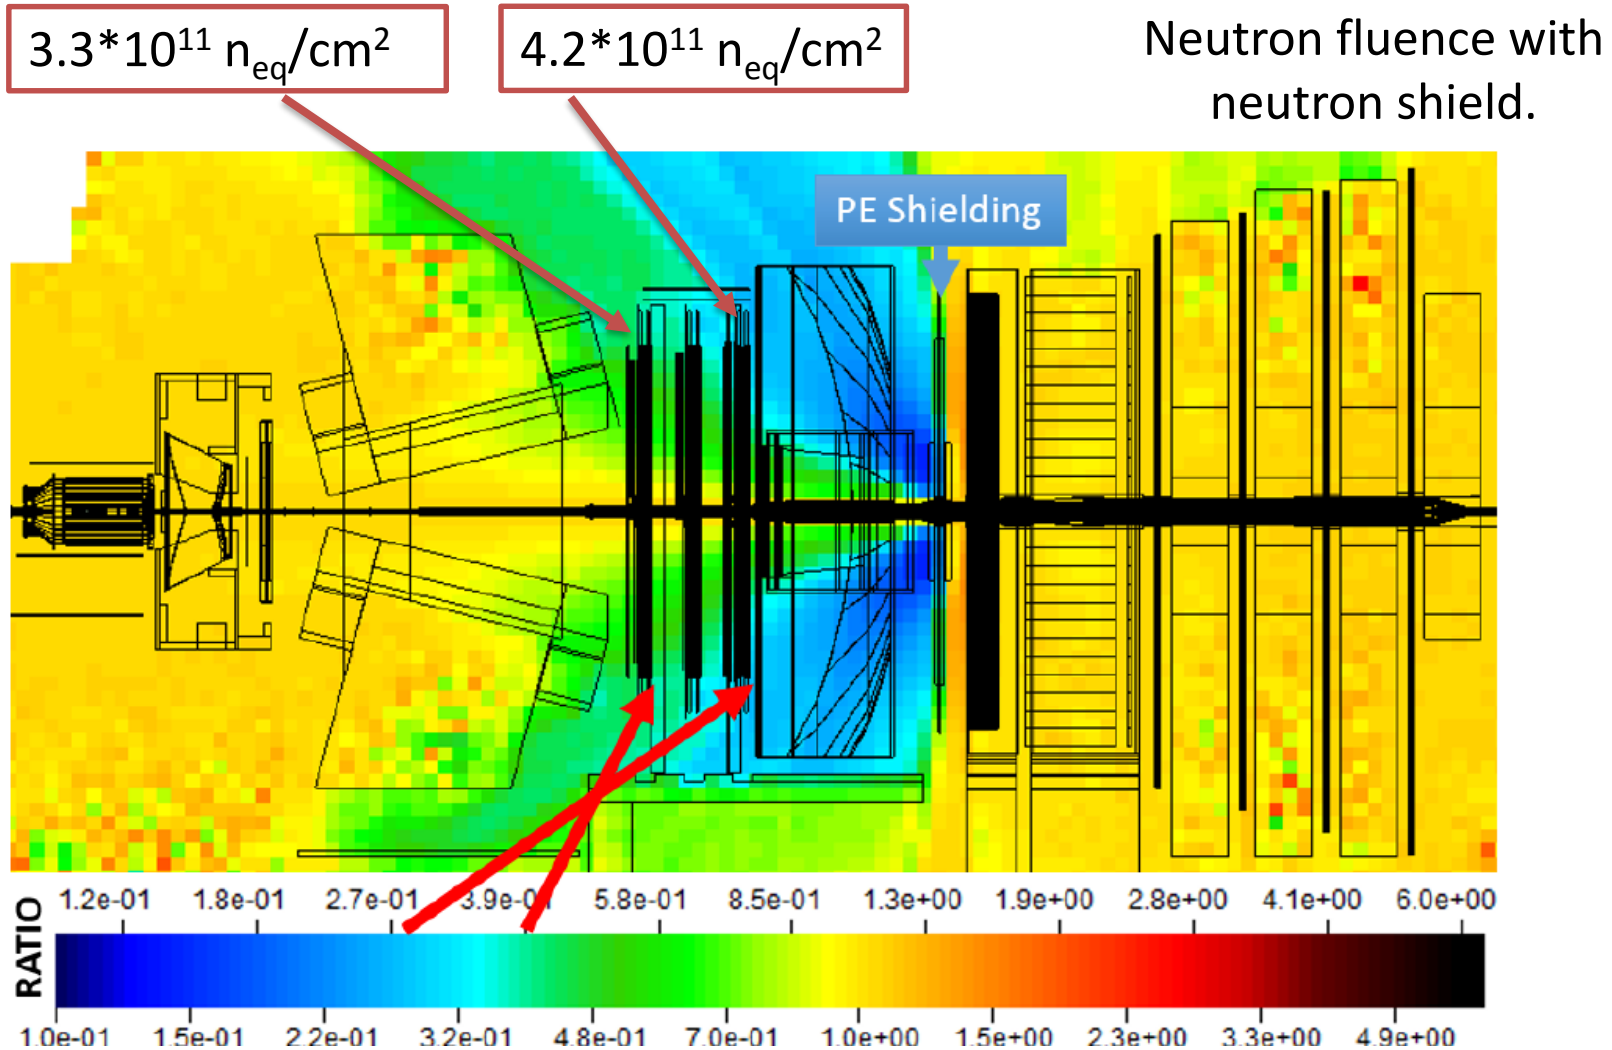 3.3*10¹¹ n_eq/cm²
4.2*10¹¹ n_eq/cm²
Neutron fluence with
neutron shield.
PE Shielding
1.2e-01 1.8e-01 2.7e-01 3.9e-01 5.8e-01 8.5e-01 1.3e+00 1.9e+00 2.8e+00 4.1e+00 6.0e+00
RATIO
1.0e-01 1.5e-01 2.2e-01 3.2e-01 4.8e-01 7.0e-01 1.0e+00 1.5e+00 2.3e+00 3.3e+00 4.9e+00